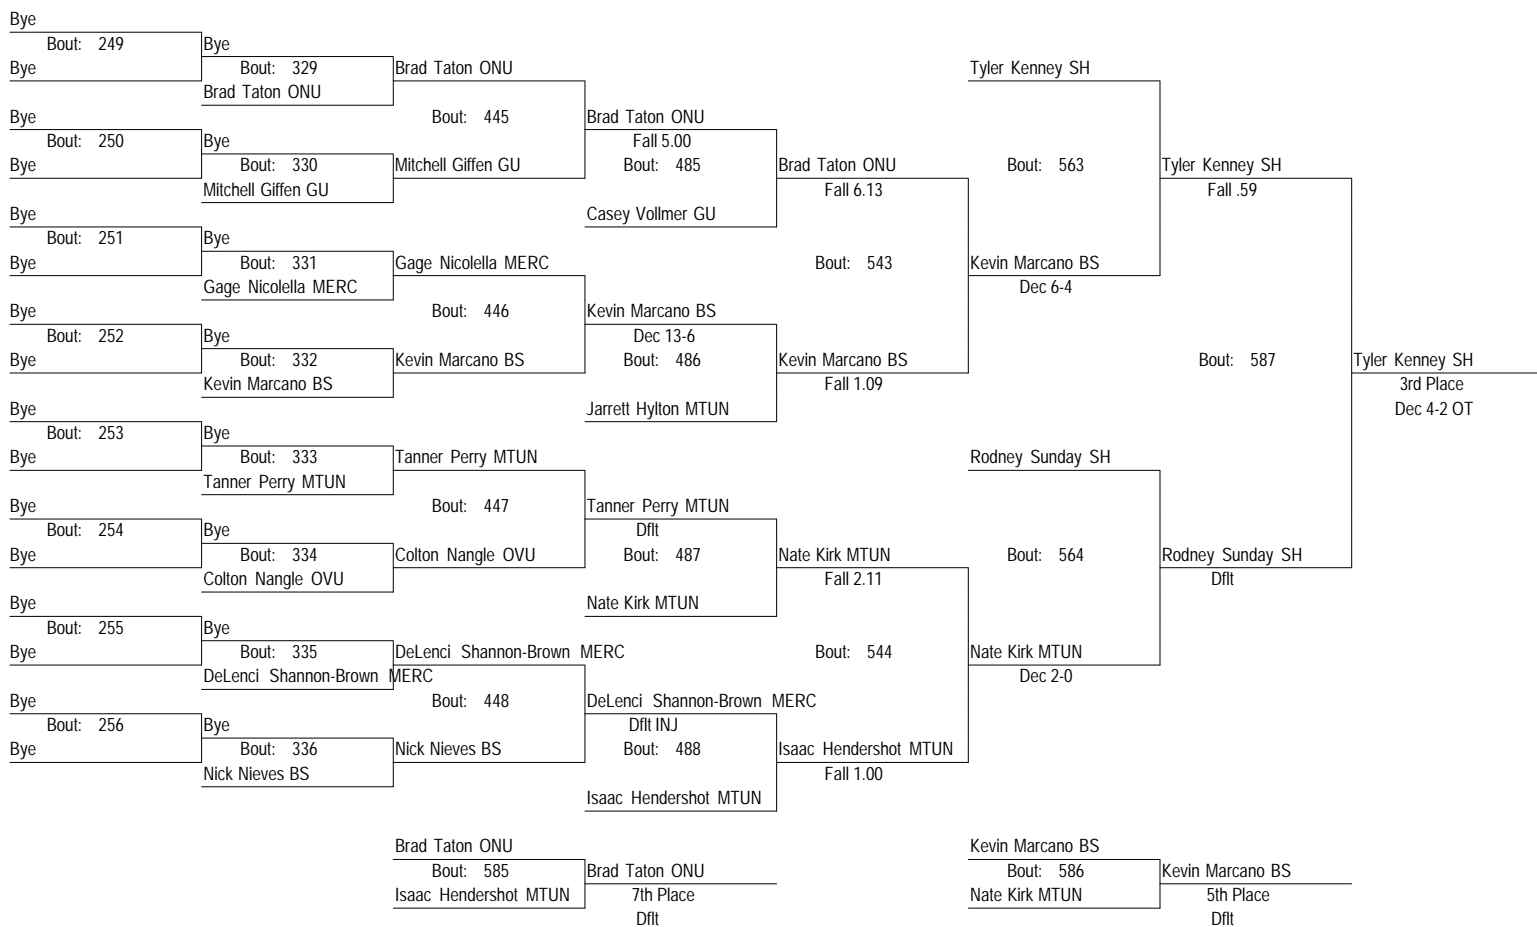 Bye
Bout: 249
Bye
Bye
Bout: 329
Brad Taton ONU
Tyler Kenney SH
Bye
Brad Taton ONU
Bye
Bout: 445
Brad Taton ONU
Bout: 250
Bye
Fall 5.00
Bye
Bout: 330
Mitchell Giffen GU
Bout: 485
Brad Taton ONU
Bout: 563
Tyler Kenney SH
Mitchell Giffen GU
Fall 6.13
Fall .59
Bye
Casey Vollmer GU
Bout: 251
Bye
Bye
Bout: 331
Gage Nicolella MERC
Bout: 543
Kevin Marcano BS
Gage Nicolella MERC
Dec 6-4
Bye
Bout: 446
Kevin Marcano BS
Bout: 252
Bye
Dec 13-6
Bye
Bout: 332
Kevin Marcano BS
Bout: 486
Kevin Marcano BS
Bout: 587
Tyler Kenney SH
Kevin Marcano BS
Fall 1.09
3rd Place
Bye
Jarrett Hylton MTUN
Dec 4-2 OT
Bout: 253
Bye
Bye
Bout: 333
Tanner Perry MTUN
Rodney Sunday SH
Tanner Perry MTUN
Bye
Bout: 447
Tanner Perry MTUN
Bout: 254
Bye
Dflt
Bye
Bout: 334
Colton Nangle OVU
Bout: 487
Nate Kirk MTUN
Bout: 564
Rodney Sunday SH
Colton Nangle OVU
Fall 2.11
Dflt
Bye
Nate Kirk MTUN
Bout: 255
Bye
Bye
Bout: 335
DeLenci Shannon-Brown MERC
Bout: 544
Nate Kirk MTUN
DeLenci Shannon-Brown MERC
Dec 2-0
Bye
Bout: 448
DeLenci Shannon-Brown MERC
Bout: 256
Bye
Dflt INJ
Bye
Bout: 336
Nick Nieves BS
Bout: 488
Isaac Hendershot MTUN
Nick Nieves BS
Fall 1.00
Isaac Hendershot MTUN
Brad Taton ONU
Kevin Marcano BS
Bout: 585
Brad Taton ONU
Bout: 586
Kevin Marcano BS
Isaac Hendershot MTUN
7th Place
Nate Kirk MTUN
5th Place
Dflt
Dflt